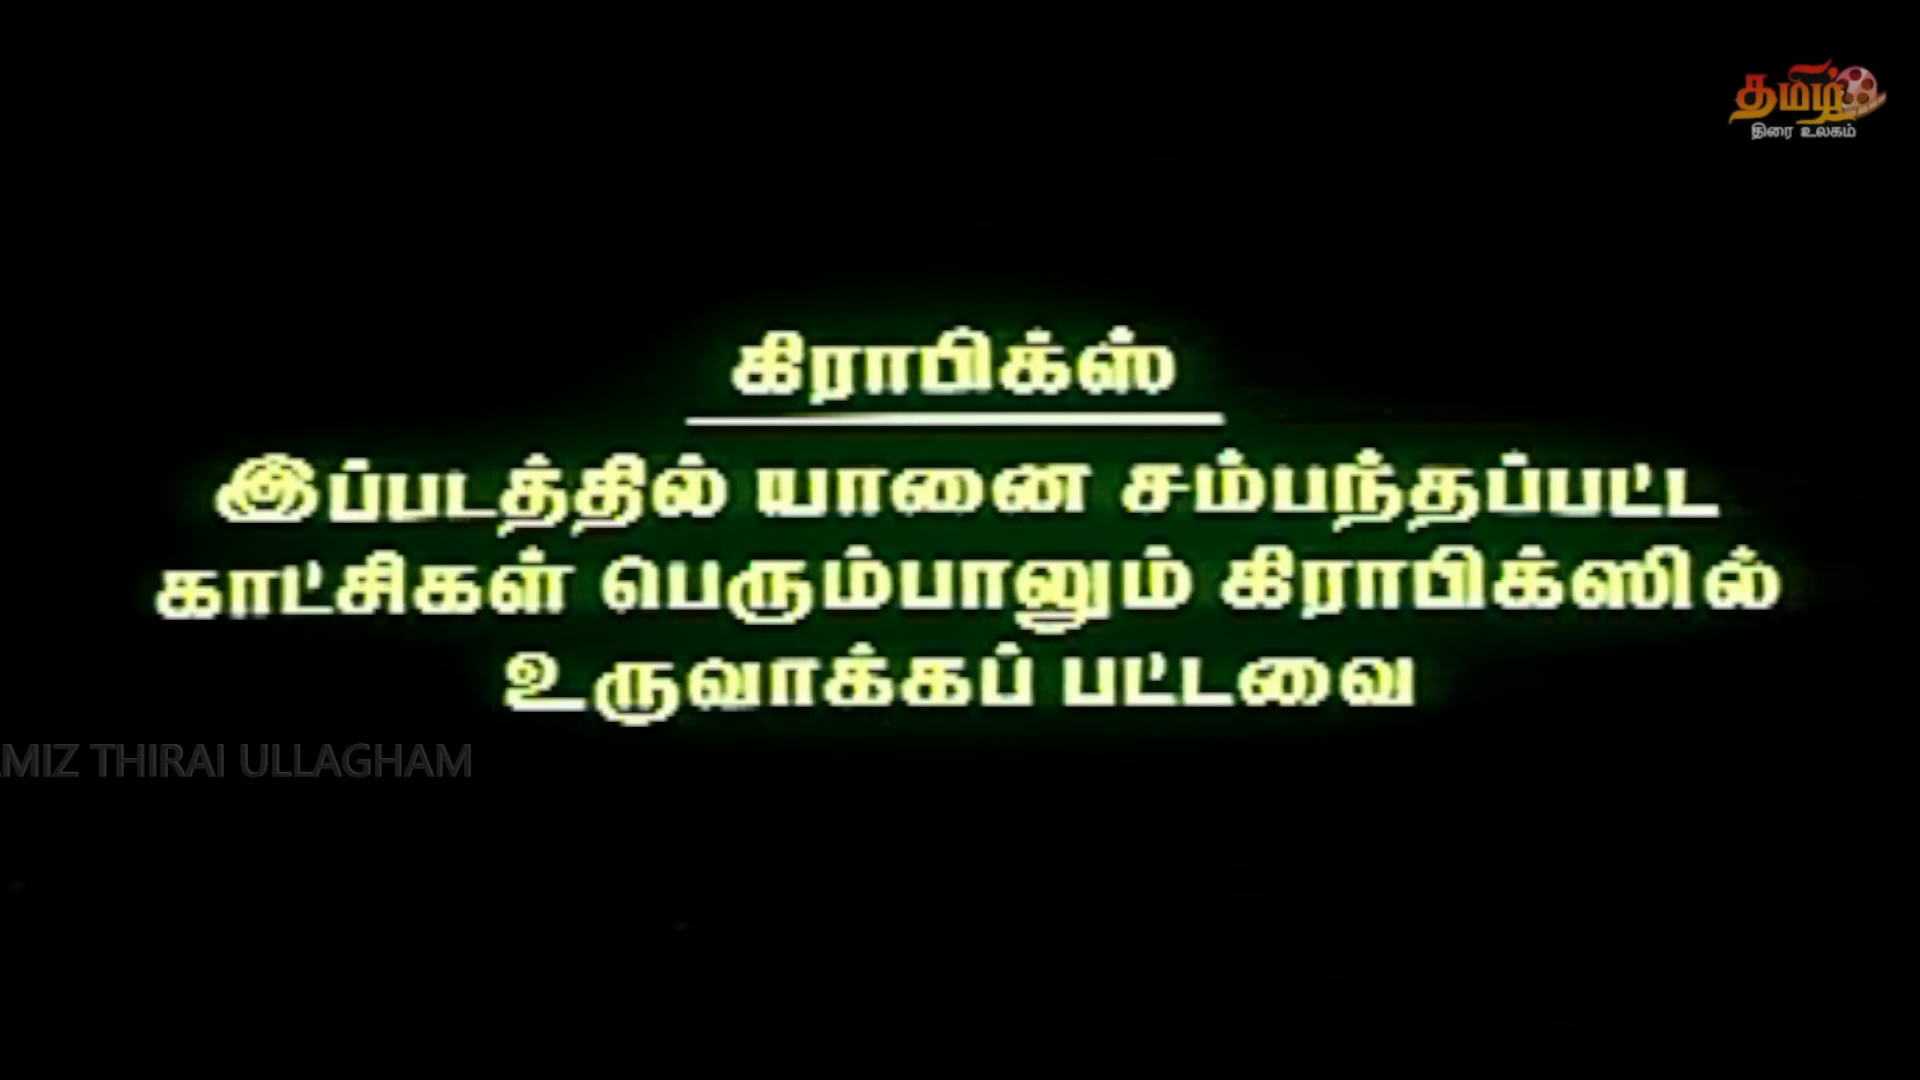 தமிழ்
திரை உலகம்
கிராபிக்ஸ்
இப்படத்தில் யானை சம்பந்தப்பட்ட
காட்சிகள் பெரும்பாலும் கிராபிக்ஸில்
உருவாக்கப் பட்டவை
MIZ THIRAI ULLAGHAM